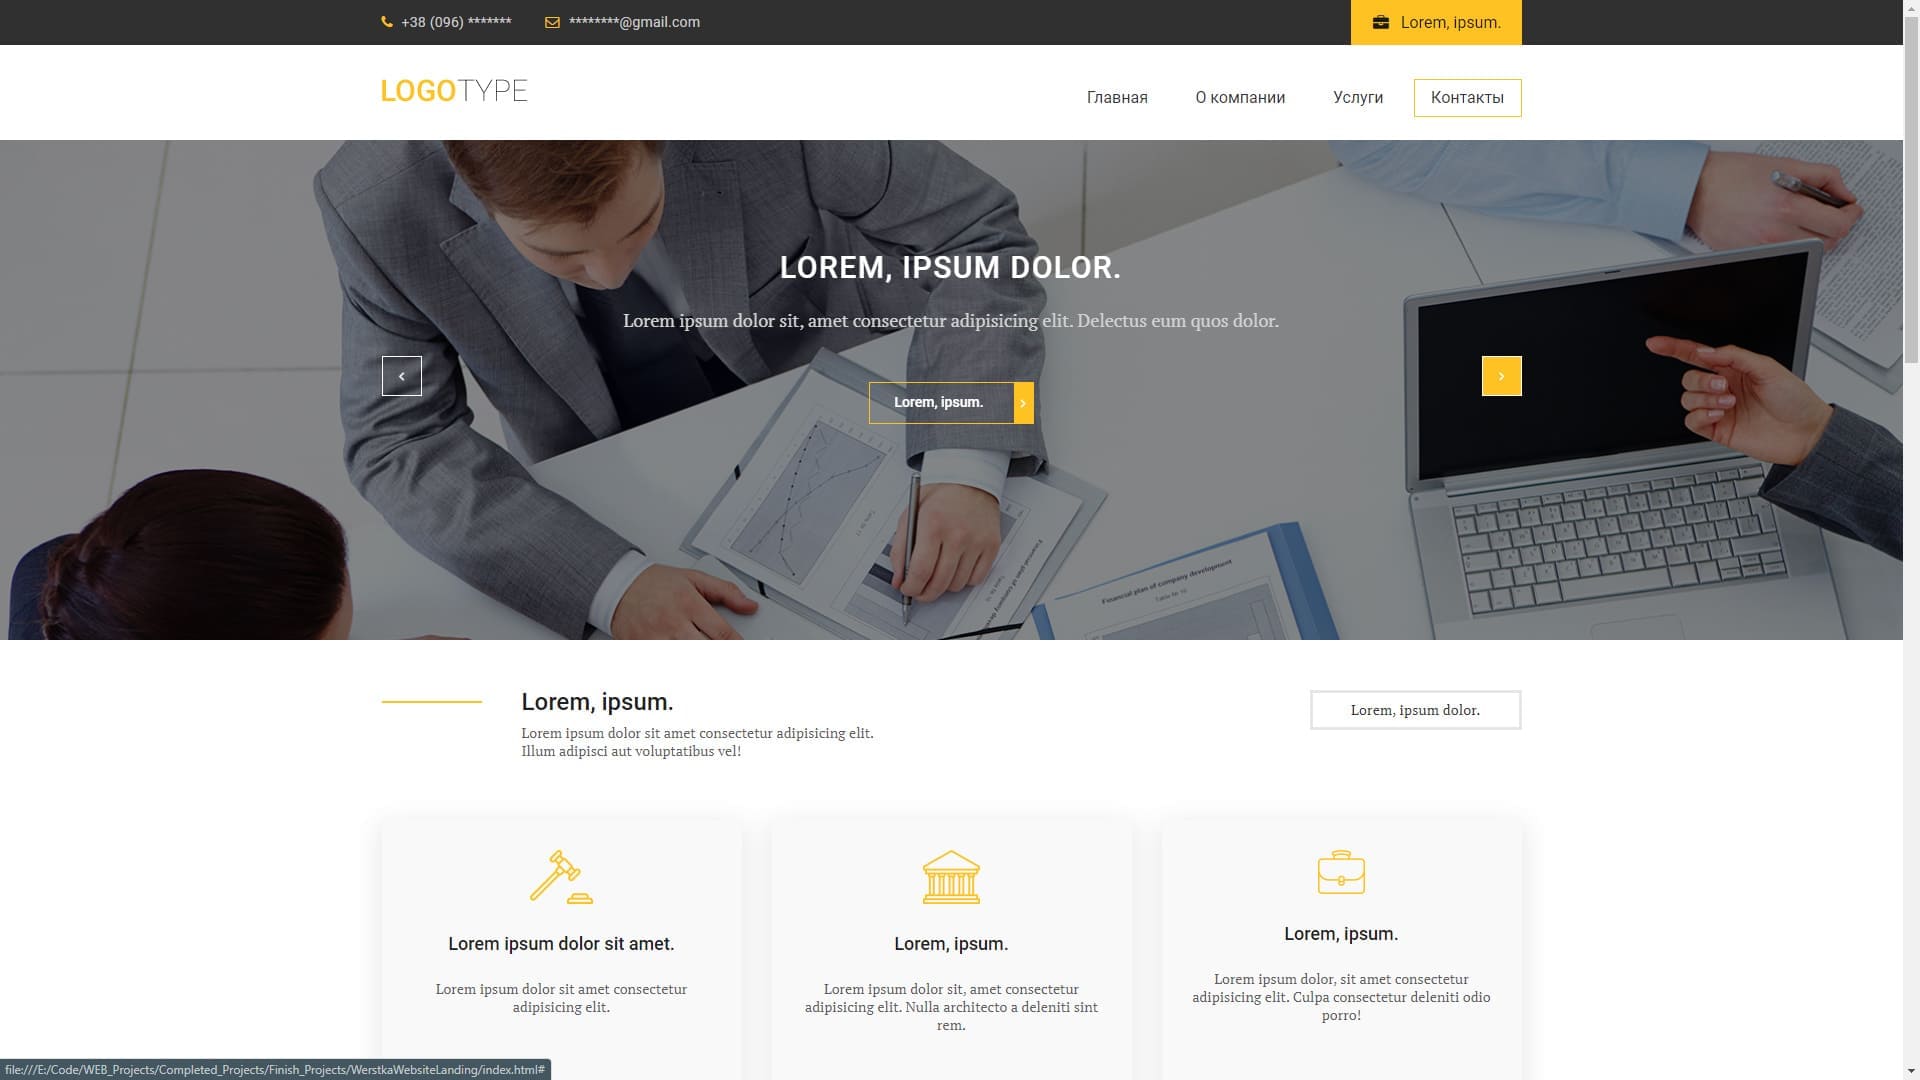 +38 (096) *******
********@gmail.com
Lorem, ipsum.
LOGOTYPE
Главная
О компании
Услуги
Контакты
LOREM, IPSUM DOLOR.
Lorem ipsum dolor sit, amet consectetur adipisicing elit. Delectus eum quos dolor.
Lorem, ipsum.
Financial plan of company development
Table № 16
Lorem, ipsum.
Lorem ipsum dolor sit amet consectetur adipisicing elit.
Illum adipisci aut voluptatibus vel!
Lorem, ipsum dolor.
Lorem ipsum dolor sit amet.
Lorem ipsum dolor sit amet consectetur
adipisicing elit.
Lorem, ipsum.
Lorem ipsum dolor sit, amet consectetur
adipisicing elit. Nulla architecto a deleniti sint
rem.
Lorem, ipsum.
Lorem ipsum dolor, sit amet consectetur
adipisicing elit. Culpa consectetur deleniti odio
porro!
file:///E:/Code/WEB_Projects/Completed_Projects/Finish_Projects/WerstkaWebsiteLanding/index.html#